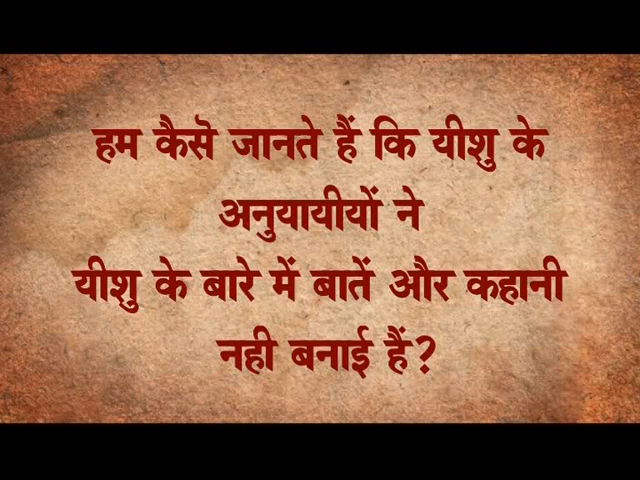 हम कैसॆ जानते हैं कि यीशु के
अनुयायीयों ने
यीशु के बारे में बातें और कहानी
नही बनाई हैं?